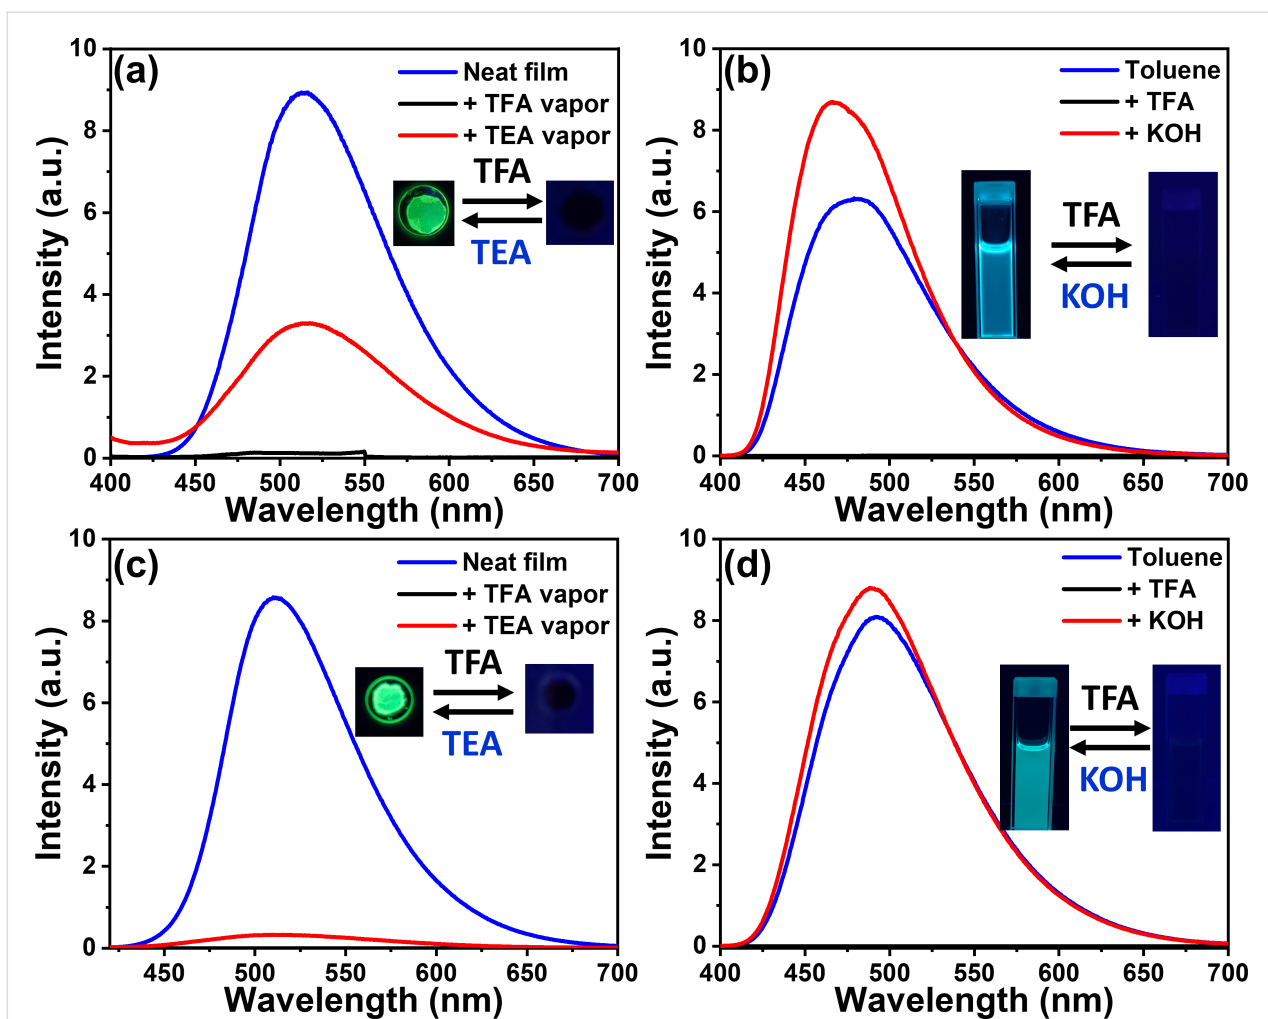 (a)
Neat film
+ TFA vapor
+ TEA vapor
TFA
TEA
10
8
6
4
2
0
400 450 500 550 600 650 700
Intensity (a.u.)
Wavelength (nm)
(b)
Toluene
+ TFA
+ KOH
TFA
KOH
10
8
6
4
2
0
400 450 500 550 600 650 700
Intensity (a.u.)
Wavelength (nm)
(c)
Neat film
+ TFA vapor
+ TEA vapor
TFA
TEA
10
8
6
4
2
0
450 500 550 600 650 700
Intensity (a.u.)
Wavelength (nm)
(d)
Toluene
+ TFA
+ KOH
TFA
KOH
10
8
6
4
2
0
400 450 500 550 600 650 700
Intensity (a.u.)
Wavelength (nm)